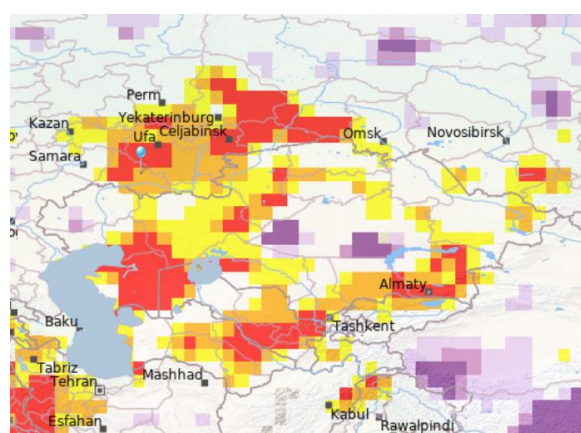 Perm
Yekaterinburg
Kazan
Ufa
Celjabinsk
Omsk
Novosibirsk
Samara
Almaty
Baku
Tashkent
Tabriz
Tehran
Mashhad
Esfahan
Kabul
Rawalpindi